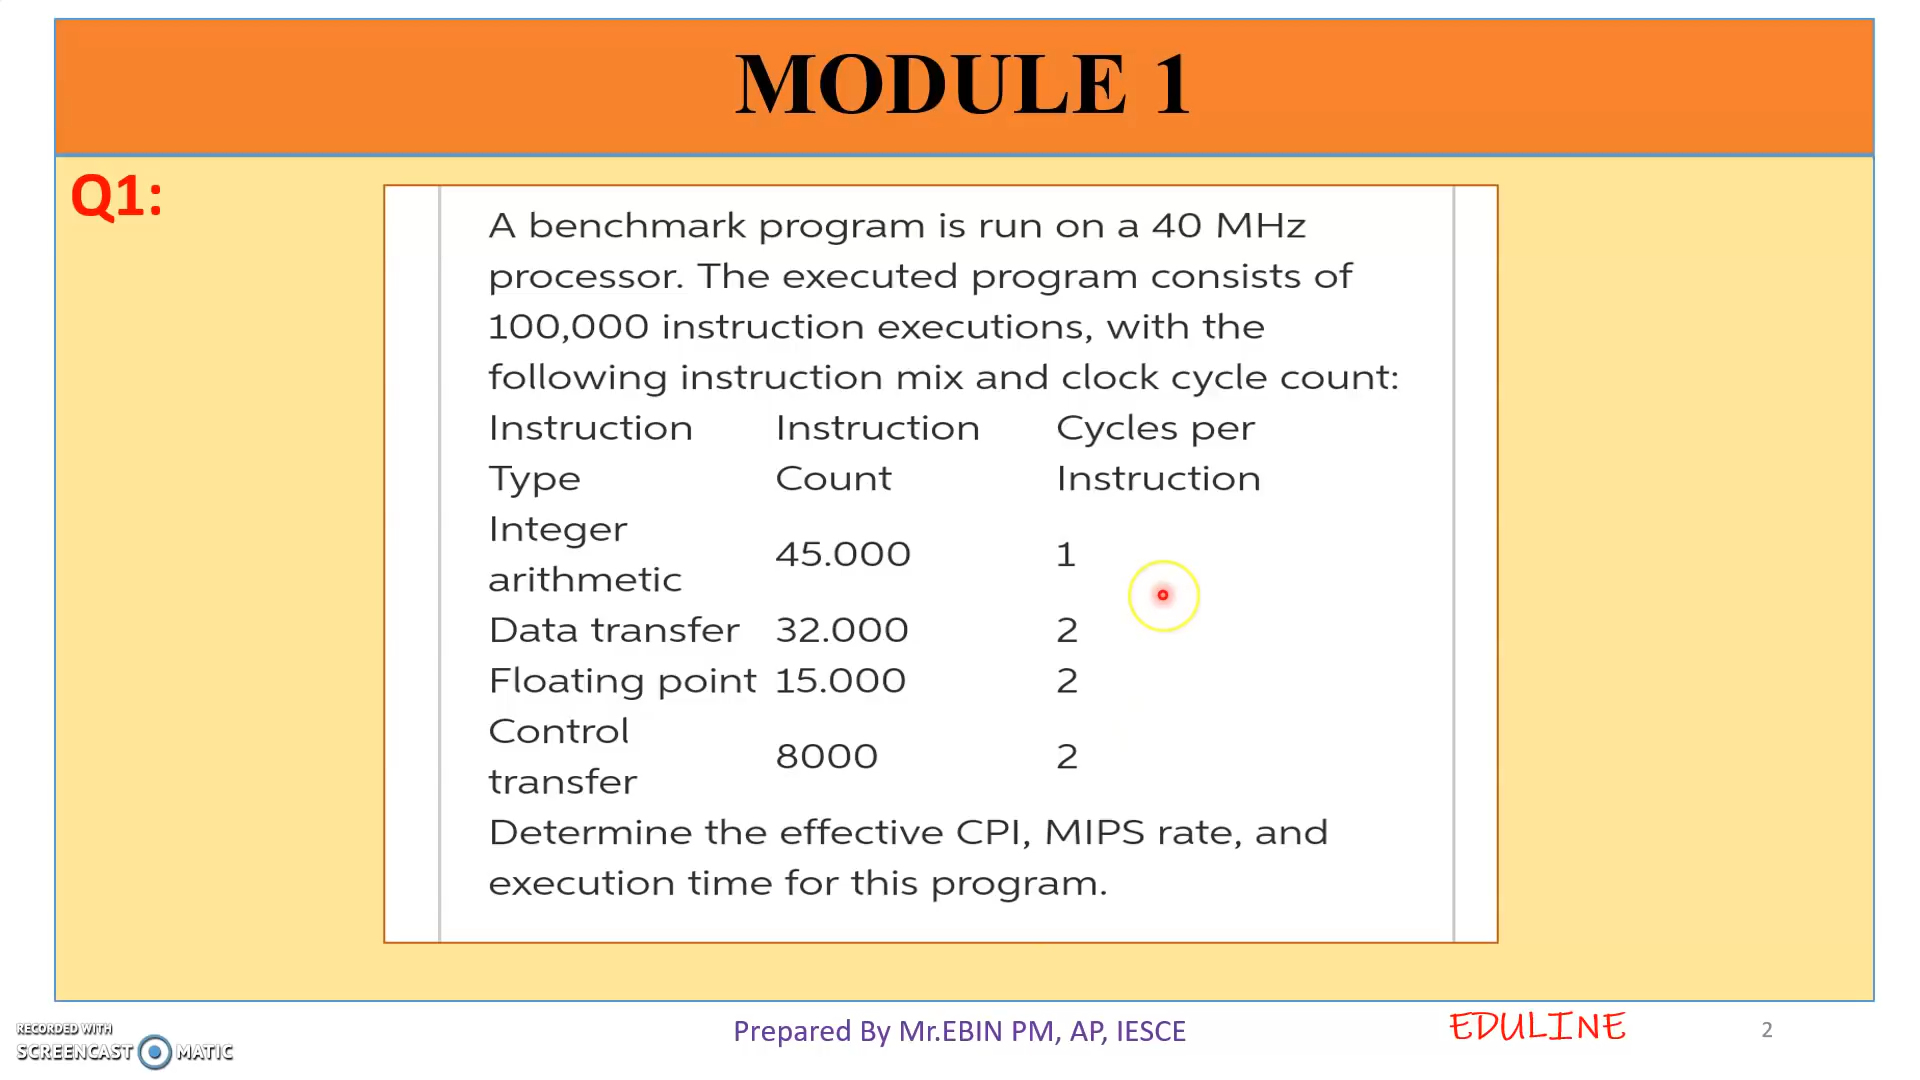 MODULE 1
Q1:
A benchmark program is run on a 40 MHz
processor. The executed program consists of
100,000 instruction executions, with the
following instruction mix and clock cycle count:
Instruction Instruction Cycles per
Type Count Instruction
Integer
arithmetic 45.000 1
Data transfer 32.000 2
Floating point 15.000 2
Control
transfer 8000 2
Determine the effective CPI, MIPS rate, and
execution time for this program.
RECORDED WITH
SCREENCAST MATIC
Prepared By Mr.EBIN PM, AP, IESCE
EDULINE
2